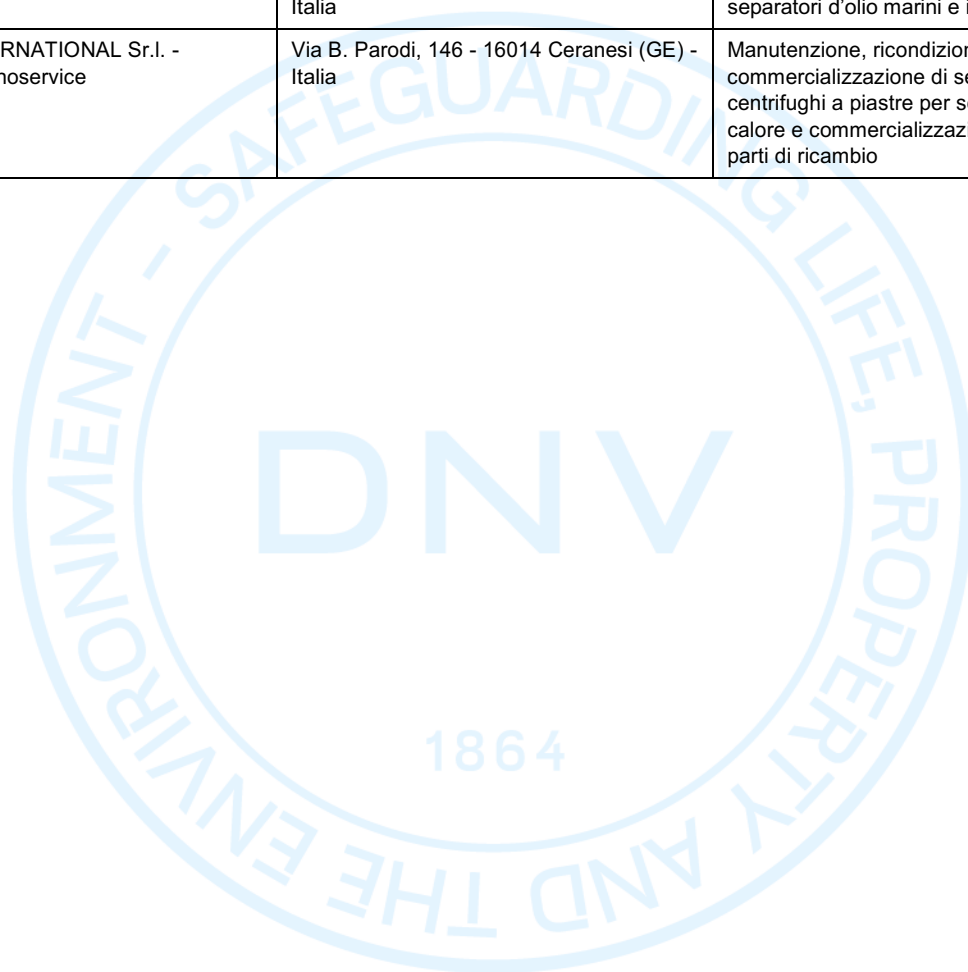 Italia
separatori d'olio marini e i
RNATIONAL Sr.l. -
noservice
Via B. Parodi, 146 - 16014 Ceranesi (GE) -
Italia
Manutenzione, ricondizion
commercializzazione di se
centrifughi a piastre per s
calore e commercializzazi
parti di ricambio
SAFEGUARDING LIFE, PROPERTY AND THE ENVIRONMENT -
DNV
1864